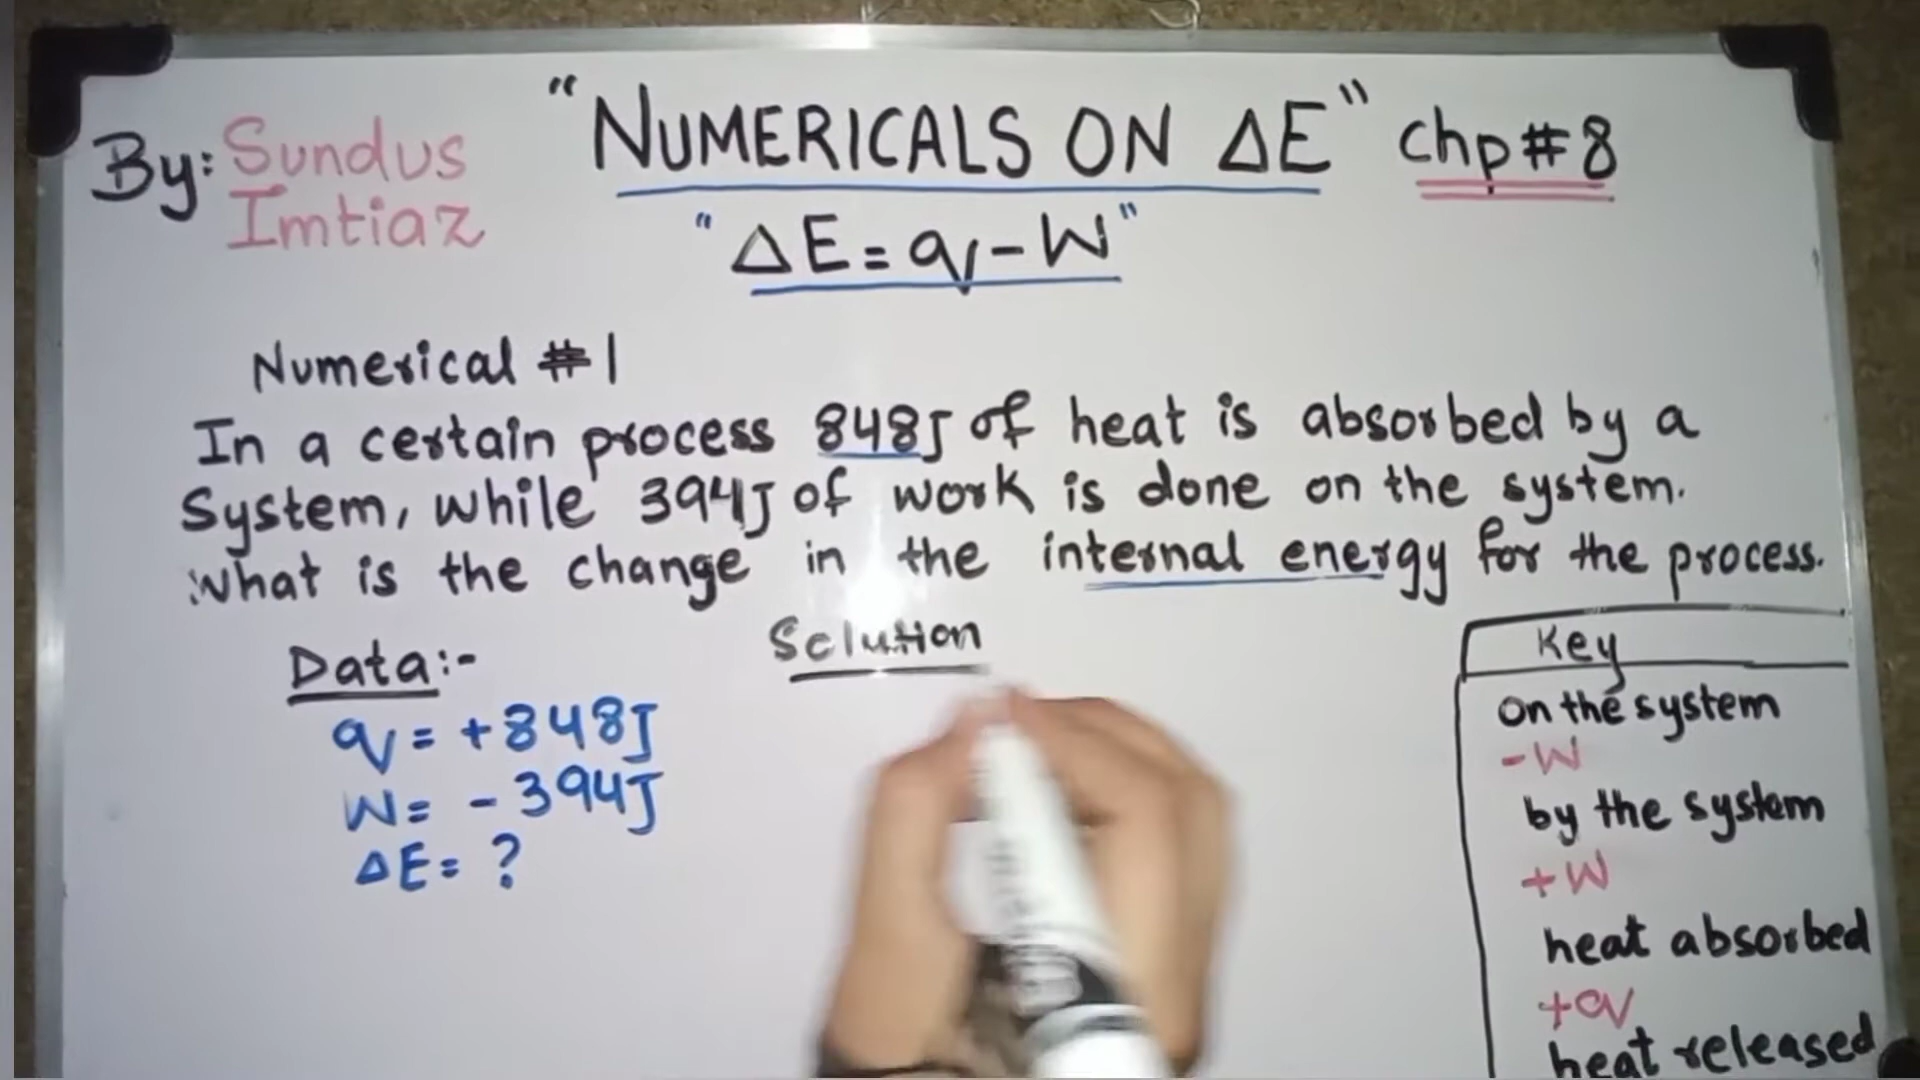 By: Sundus
Imtiaz
"NUMERICALS ON ΔE" Chp#8
"ΔE = q - W"
Numerical #1
In a certain process 848J of heat is absorbed by a
System, while 394J of work is done on the system.
What is the change in the internal energy for the process.
Data:-
q = +848J
W = -394J
ΔE = ?
Solution
Key
on the system
-W
by the system
+W
heat absorbed
+q
heat released